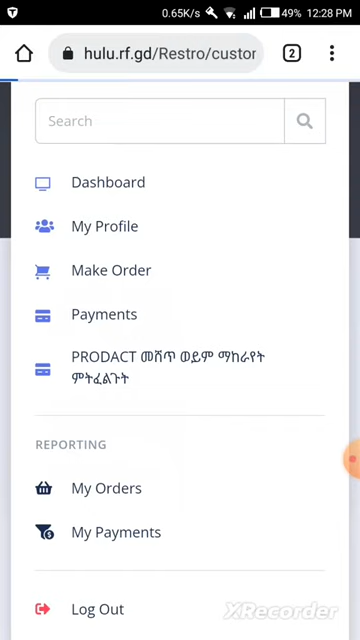 0.65K/s 49% 12:28 PM
hulu.rf.gd/Restro/custor
2
Search
Dashboard
My Profile
Make Order
Payments
PRODACT መሸጥ ወይም ማከራየት
ምትፈልጉት
REPORTING
My Orders
My Payments
Log Out
XRecorder